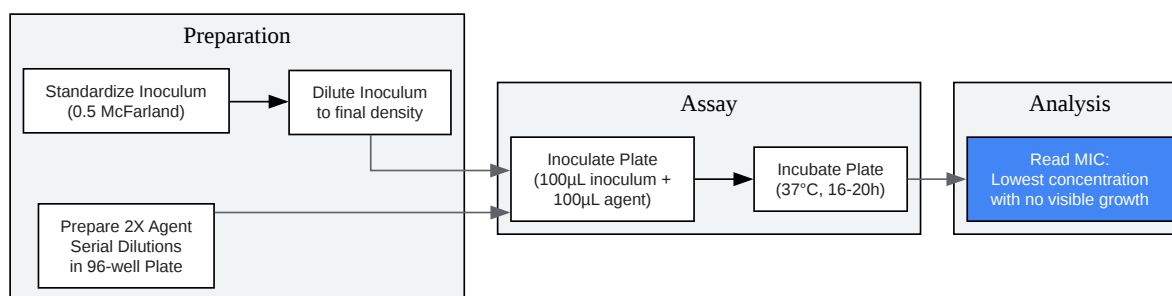 Preparation
Standardize Inoculum
(0.5 McFarland)
Dilute Inoculum
to final density
Prepare 2X Agent
Serial Dilutions
in 96-well Plate
Assay
Inoculate Plate
(100µL inoculum +
100µL agent)
Incubate Plate
(37°C, 16-20h)
Analysis
Read MIC:
Lowest concentration
with no visible growth